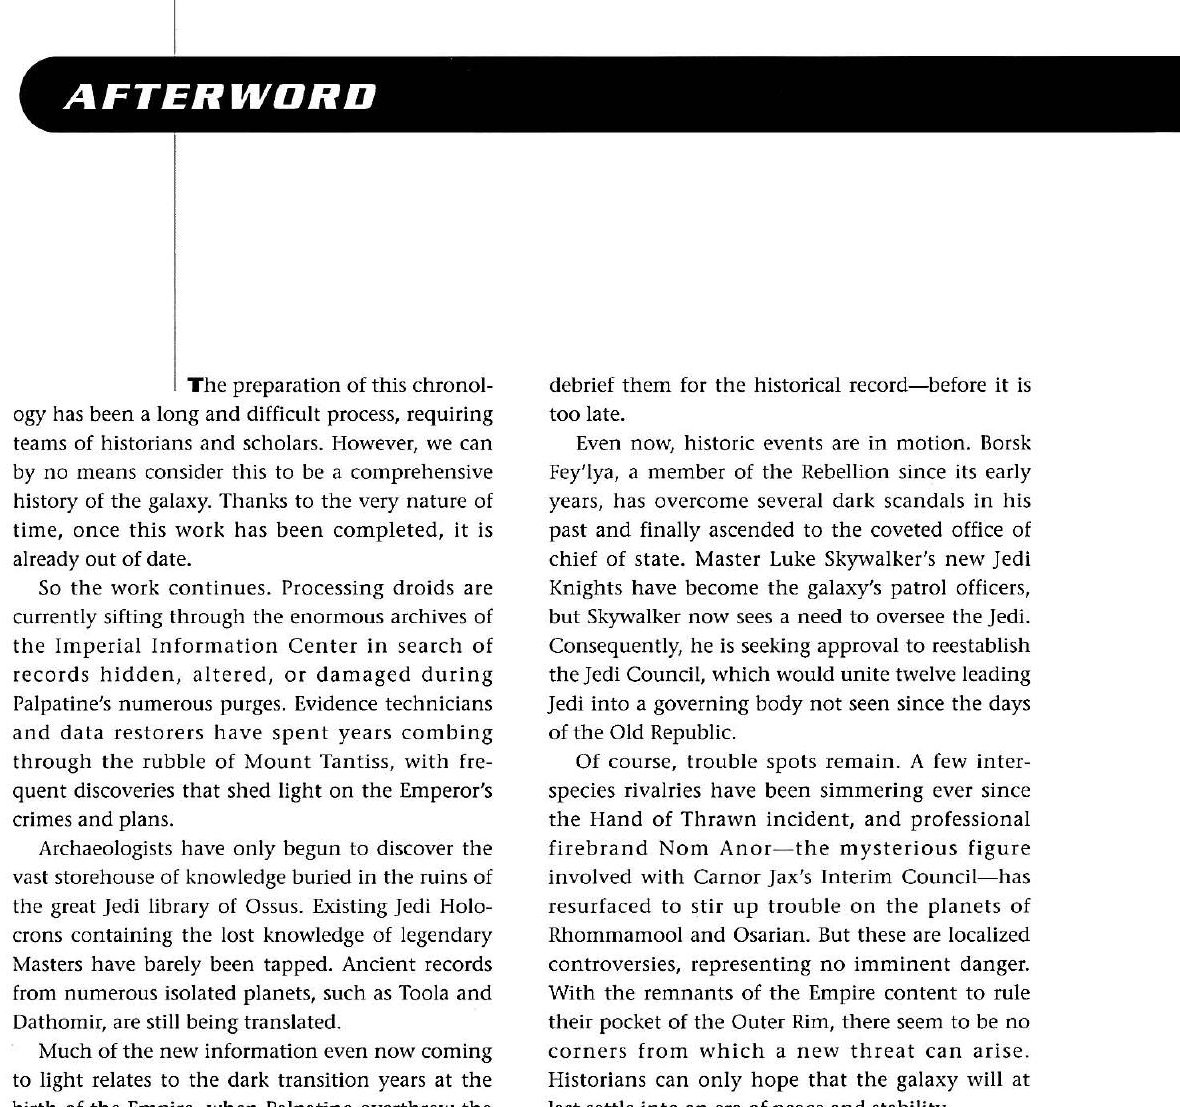 AFTERWORD
The preparation of this chronol-
ogy has been a long and difficult process, requiring
teams of historians and scholars. However, we can
by no means consider this to be a comprehensive
history of the galaxy. Thanks to the very nature of
time, once this work has been completed, it is
already out of date.
So the work continues. Processing droids are
currently sifting through the enormous archives of
the Imperial Information Center in search of
records hidden, altered, or damaged during
Palpatine's numerous purges. Evidence technicians
and data restorers have spent years combing
through the rubble of Mount Tantiss, with fre-
quent discoveries that shed light on the Emperor's
crimes and plans.
Archaeologists have only begun to discover the
vast storehouse of knowledge buried in the ruins of
the great Jedi library of Ossus. Existing Jedi Holo-
crons containing the lost knowledge of legendary
Masters have barely been tapped. Ancient records
from numerous isolated planets, such as Toola and
Dathomir, are still being translated.
Much of the new information even now coming
to light relates to the dark transition years at the
birth of the Empire, when Palpatine overthrew the
debrief them for the historical record—before it is
too late.
Even now, historic events are in motion. Borsk
Fey'lya, a member of the Rebellion since its early
years, has overcome several dark scandals in his
past and finally ascended to the coveted office of
chief of state. Master Luke Skywalker's new Jedi
Knights have become the galaxy's patrol officers,
but Skywalker now sees a need to oversee the Jedi.
Consequently, he is seeking approval to reestablish
the Jedi Council, which would unite twelve leading
Jedi into a governing body not seen since the days
of the Old Republic.
Of course, trouble spots remain. A few inter-
species rivalries have been simmering ever since
the Hand of Thrawn incident, and professional
firebrand Nom Anor—the mysterious figure
involved with Carnor Jax's Interim Council—has
resurfaced to stir up trouble on the planets of
Rhommamool and Osarian. But these are localized
controversies, representing no imminent danger.
With the remnants of the Empire content to rule
their pocket of the Outer Rim, there seem to be no
corners from which a new threat can arise.
Historians can only hope that the galaxy will at
last settle into an era of peace and stability.